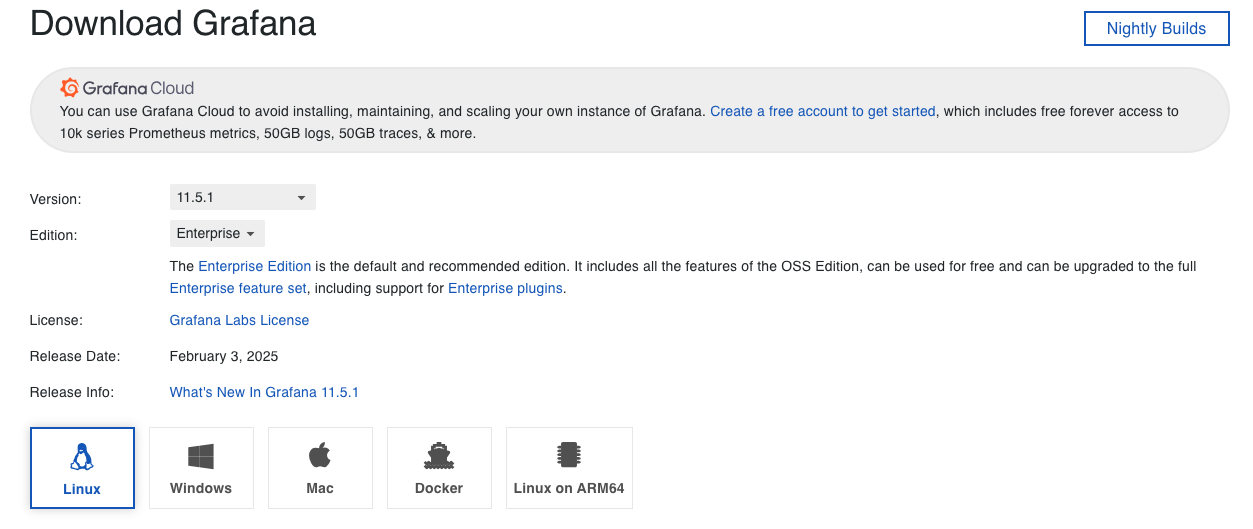 Download Grafana
Nightly Builds
Grafana Cloud
You can use Grafana Cloud to avoid installing, maintaining, and scaling your own instance of Grafana. Create a free account to get started, which includes free forever access to
10k series Prometheus metrics, 50GB logs, 50GB traces, & more.
Version: 11.5.1
Edition: Enterprise
The Enterprise Edition is the default and recommended edition. It includes all the features of the OSS Edition, can be used for free and can be upgraded to the full
Enterprise feature set, including support for Enterprise plugins.
License: Grafana Labs License
Release Date: February 3, 2025
Release Info: What's New In Grafana 11.5.1
Linux Windows Mac Docker Linux on ARM64